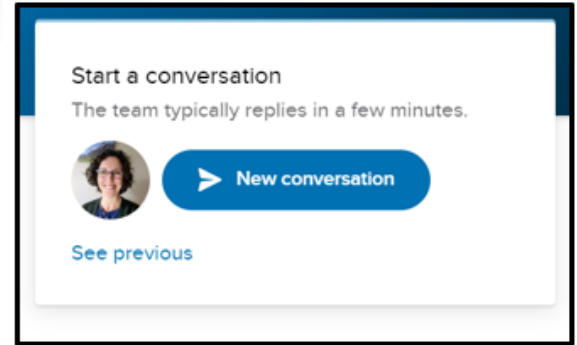 Start a conversation
The team typically replies in a few minutes.
New conversation
See previous